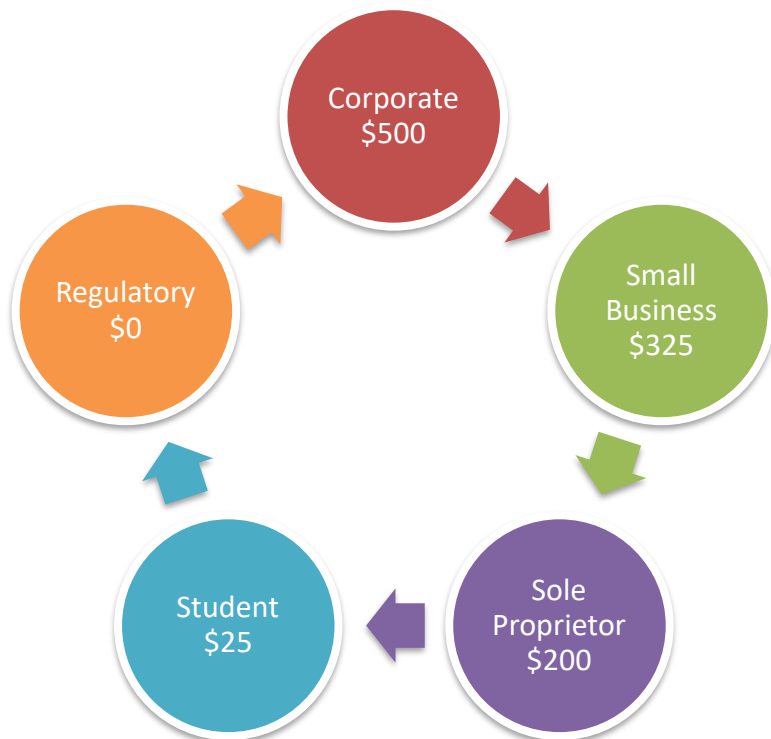 Corporate
$500
Small
Business
$325
Sole
Proprietor
$200
Student
$25
Regulatory
$0